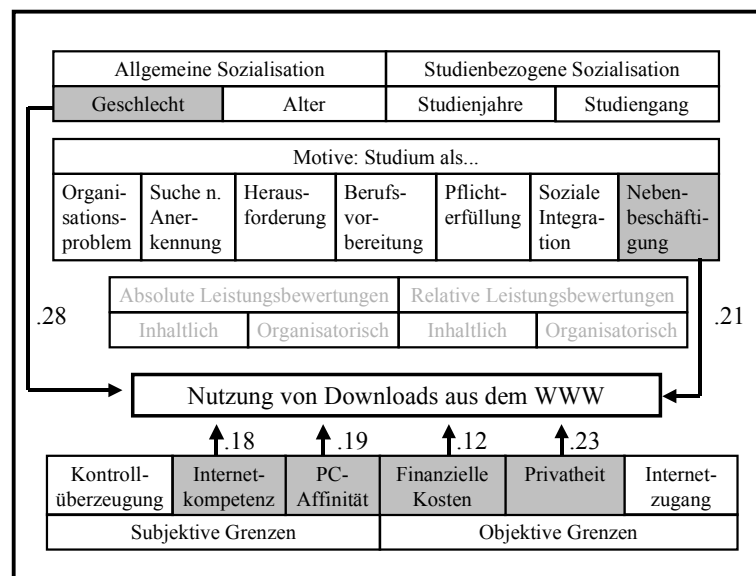 Allgemeine Sozialisation Studienbezogene Sozialisation
Geschlecht Alter Studienjahre Studiengang
Motive: Studium als...
Organi-
sations-
problem
Suche n.
Aner-
kennung
Heraus-
forderung
Berufs-
vor-
bereitung
Pflicht-
erfüllung
Soziale
Integra-
tion
Neben-
beschäfti-
gung
Absolute Leistungsbewertungen Relative Leistungsbewertungen
Inhaltlich Organisatorisch Inhaltlich Organisatorisch
.28
.21
Nutzung von Downloads aus dem WWW
.18 .19 .12 .23
Kontroll-
überzeugung
Internet-
kompetenz
PC-
Affinität
Finanzielle
Kosten
Privatheit
Internet-
zugang
Subjektive Grenzen Objektive Grenzen